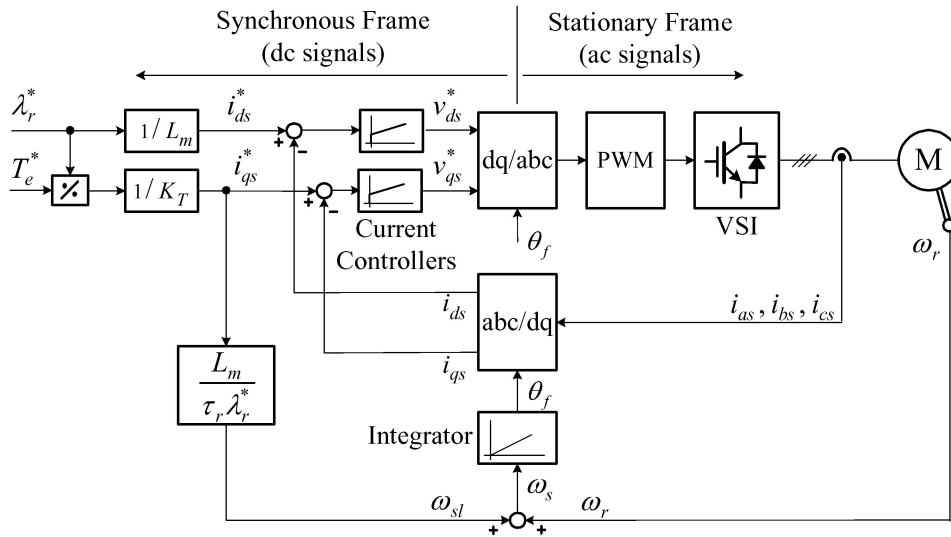 Synchronous Frame
(dc signals)
Stationary Frame
(ac signals)
λ_r^*
1/L_m
i_ds^*
+
−
v_ds^*
T_e^*
%
1/K_T
i_qs^*
+
−
v_qs^*
Current
Controllers
dq/abc
θ_f
PWM
VSI
M
ω_r
i_ds
abc/dq
i_qs
i_as, i_bs, i_cs
θ_f
L_m
τ_r λ_r^*
Integrator
ω_s
ω_sl
+
+
ω_r